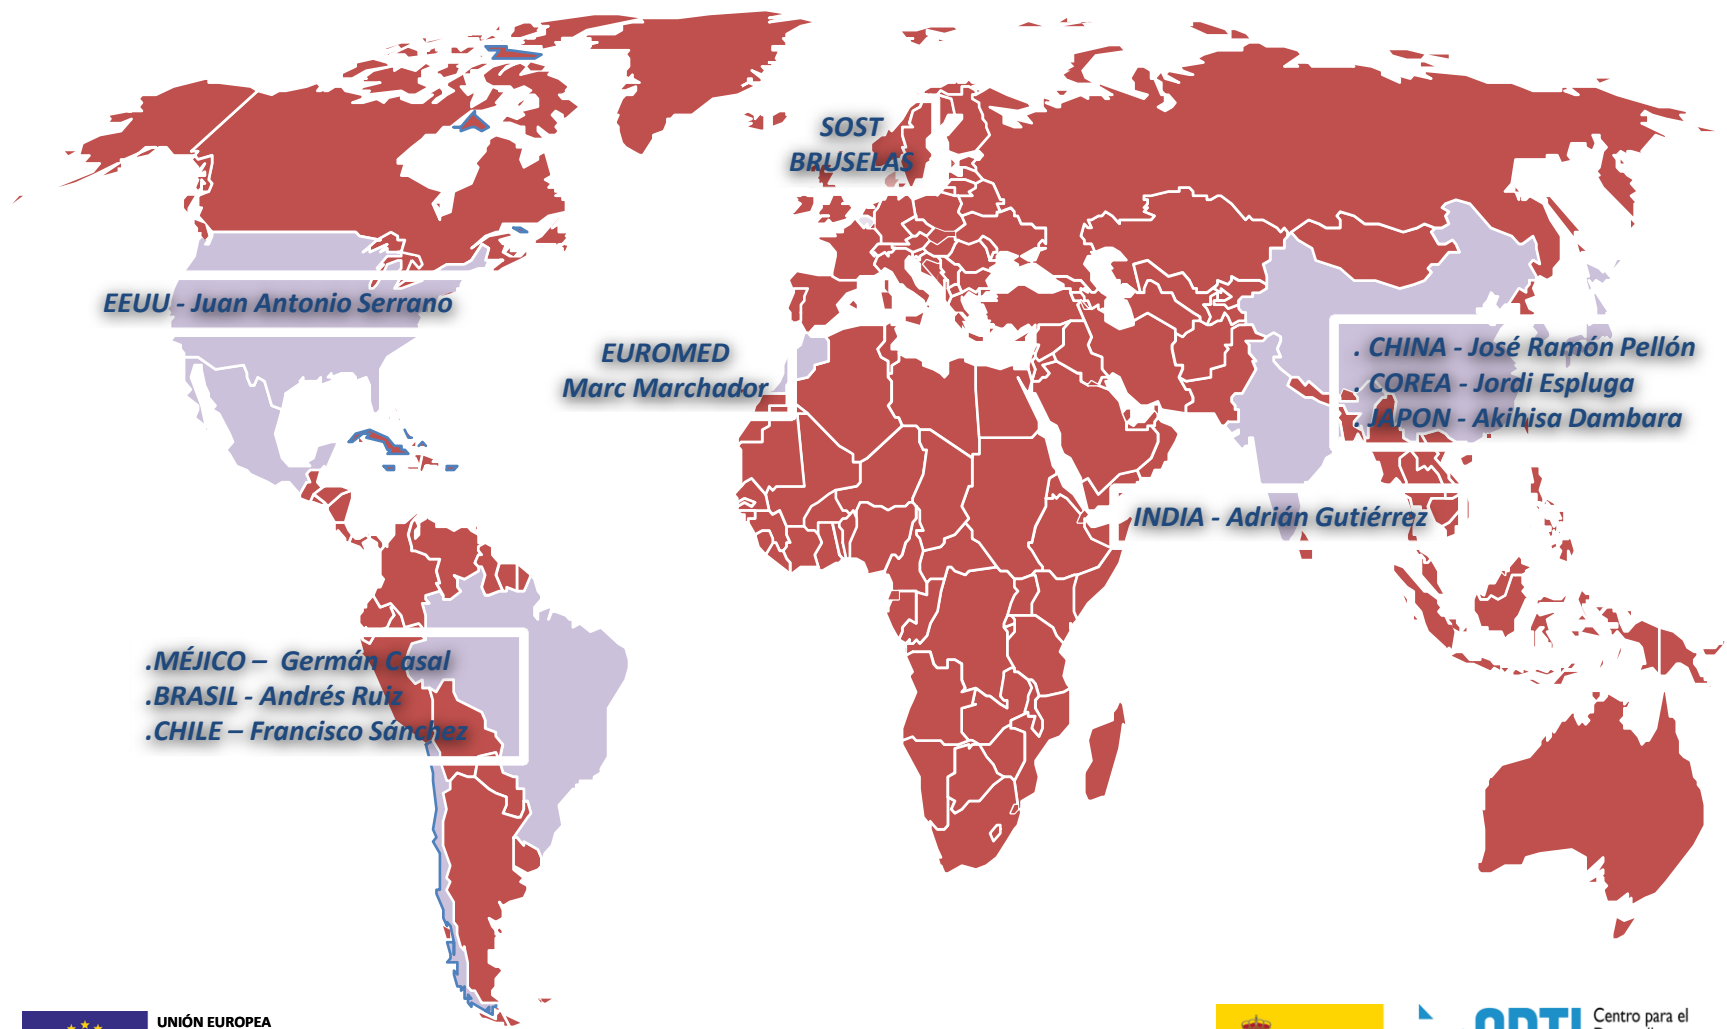 SOST
BRUSELAS
EEUU - Juan Antonio Serrano
EUROMED
Marc Marchador
. CHINA - José Ramón Pellón
. COREA - Jordi Espluga
. JAPON - Akihisa Dambara
INDIA - Adrián Gutiérrez
.MÉJICO – Germán Casal
.BRASIL - Andrés Ruiz
.CHILE – Francisco Sánchez
UNIÓN EUROPEA
CDTI
Centro para el